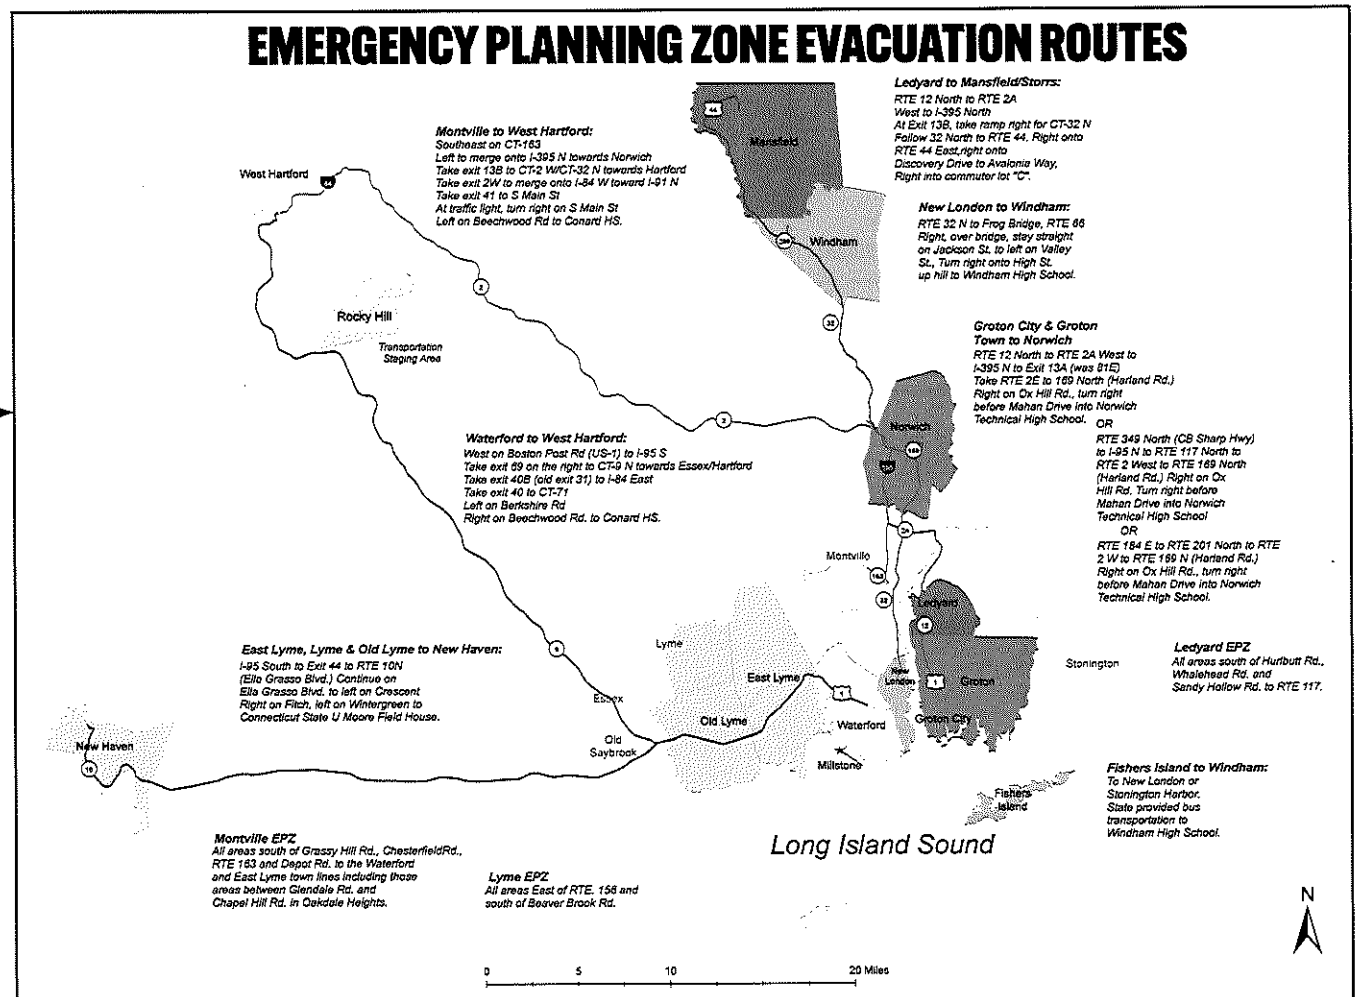 EMERGENCY PLANNING ZONE EVACUATION ROUTES
Ledyard to Mansfield/Storrs:
RTE 12 North to RTE 2A
West to I-395 North
At Exit 13B, take ramp right for CT-32 N
Follow 32 North to RTE 44, Right onto
RTE 44 East,right onto
Discovery Drive to Avalonia Way,
Right into commuter lot "C".
Montville to West Hartford:
Southeast on CT-163
Left to merge onto I-395 N towards Norwich
Take exit 13B to CT-2 W/CT-32 N towards Hartford
Take exit 2W to merge onto I-84 W toward I-91 N
Take exit 41 to S Main St
At traffic light, turn right on S Main St
Left on Beechwood Rd to Conard HS.
New London to Windham:
RTE 32 N to Frog Bridge, RTE 66
Right, over bridge, stay straight
on Jackson St. to left on Valley
St., Turn right onto High St.
up hill to Windham High School.
44
Mansfield
West Hartford
Windham
2
32
Rocky Hill
Transportation
Staging Area
Groton City & Groton
Town to Norwich
RTE 12 North to RTE 2A West to
I-395 N to Exit 13A (was 81E)
Take RTE 2E to 169 North (Harland Rd.)
Right on Ox Hill Rd., turn right
before Mahan Drive into Norwich
Technical High School.
OR
RTE 349 North (CB Sharp Hwy)
to I-95 N to RTE 117 North to
RTE 2 West to RTE 169 North
(Harland Rd.) Right on Ox
Hill Rd, Turn right before
Mahan Drive into Norwich
Technical High School
OR
RTE 184 E to RTE 201 North to RTE
2 W to RTE 169 N (Harland Rd.)
Right on Ox Hill Rd., turn right
before Mahan Drive into Norwich
Technical High School.
2
Norwich
169
Waterford to West Hartford:
West on Boston Post Rd (US-1) to I-95 S
Take exit 69 on the right to CT-9 N towards Essex/Hartford
Take exit 40B (old exit 31) to I-84 East
Take exit 40 to CT-71
Left on Berkshire Rd
Right on Beechwood Rd. to Conard HS.
2A
Montville
163
32
Ledyard
12
East Lyme, Lyme & Old Lyme to New Haven:
I-95 South to Exit 44 to RTE 10N
(Ella Grasso Blvd.) Continue on
Ella Grasso Blvd. to left on Crescent
Right on Fitch, left on Wintergreen to
Connecticut State U Moore Field House.
9
Lyme
Stonington
Ledyard EPZ
All areas south of Hurlbutt Rd.,
Whalehead Rd. and
Sandy Hollow Rd. to RTE 117.
East Lyme
New
London
1
1
Groton
Essex
Old Lyme
Waterford
Groton City
New Haven
10
Old
Saybrook
Millstone
Fishers Island to Windham:
To New London or
Stonington Harbor.
State provided bus
transportation to
Windham High School.
Fishers
Island
Montville EPZ
All areas south of Grassy Hill Rd., ChesterfieldRd.,
RTE 163 and Depot Rd. to the Waterford
and East Lyme town lines including those
areas between Glendale Rd. and
Chapel Hill Rd. in Oakdale Heights.
Long Island Sound
Lyme EPZ
All areas East of RTE. 156 and
south of Beaver Brook Rd.
N
0 5 10 20 Miles